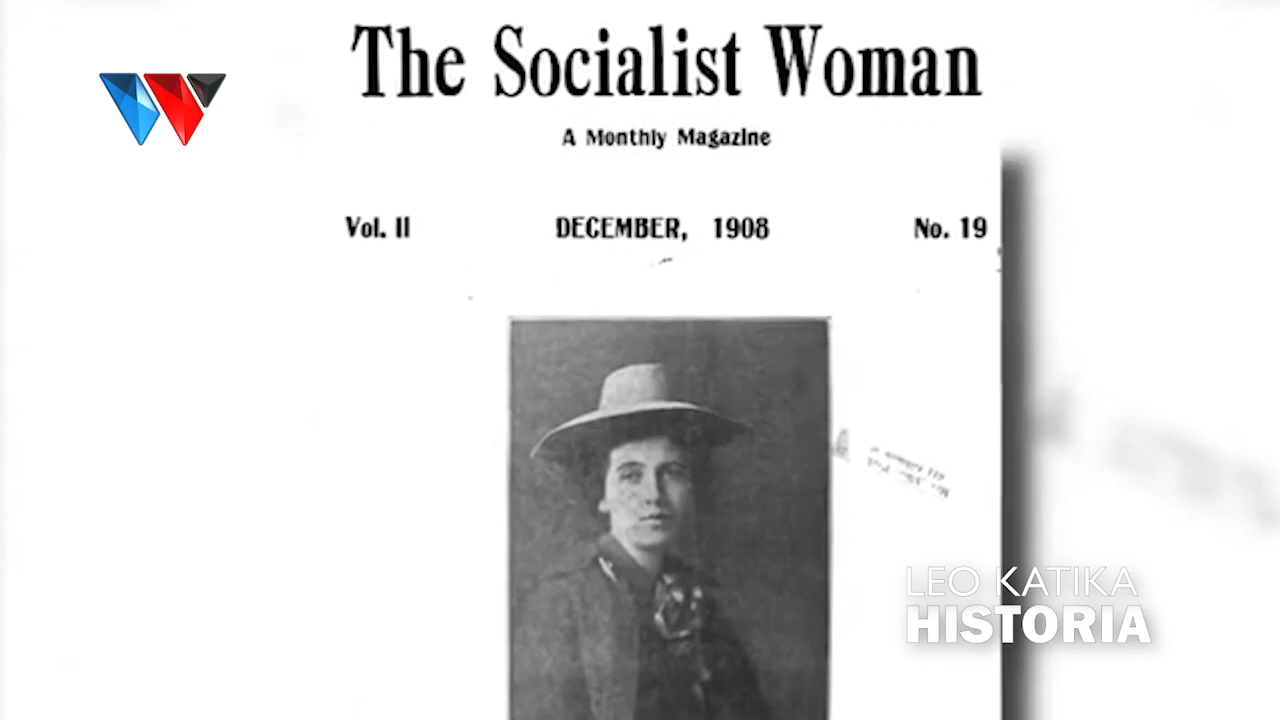 The Socialist Woman
A Monthly Magazine
Vol. II DECEMBER, 1908 No. 19
LEO KATIKA
HISTORIA